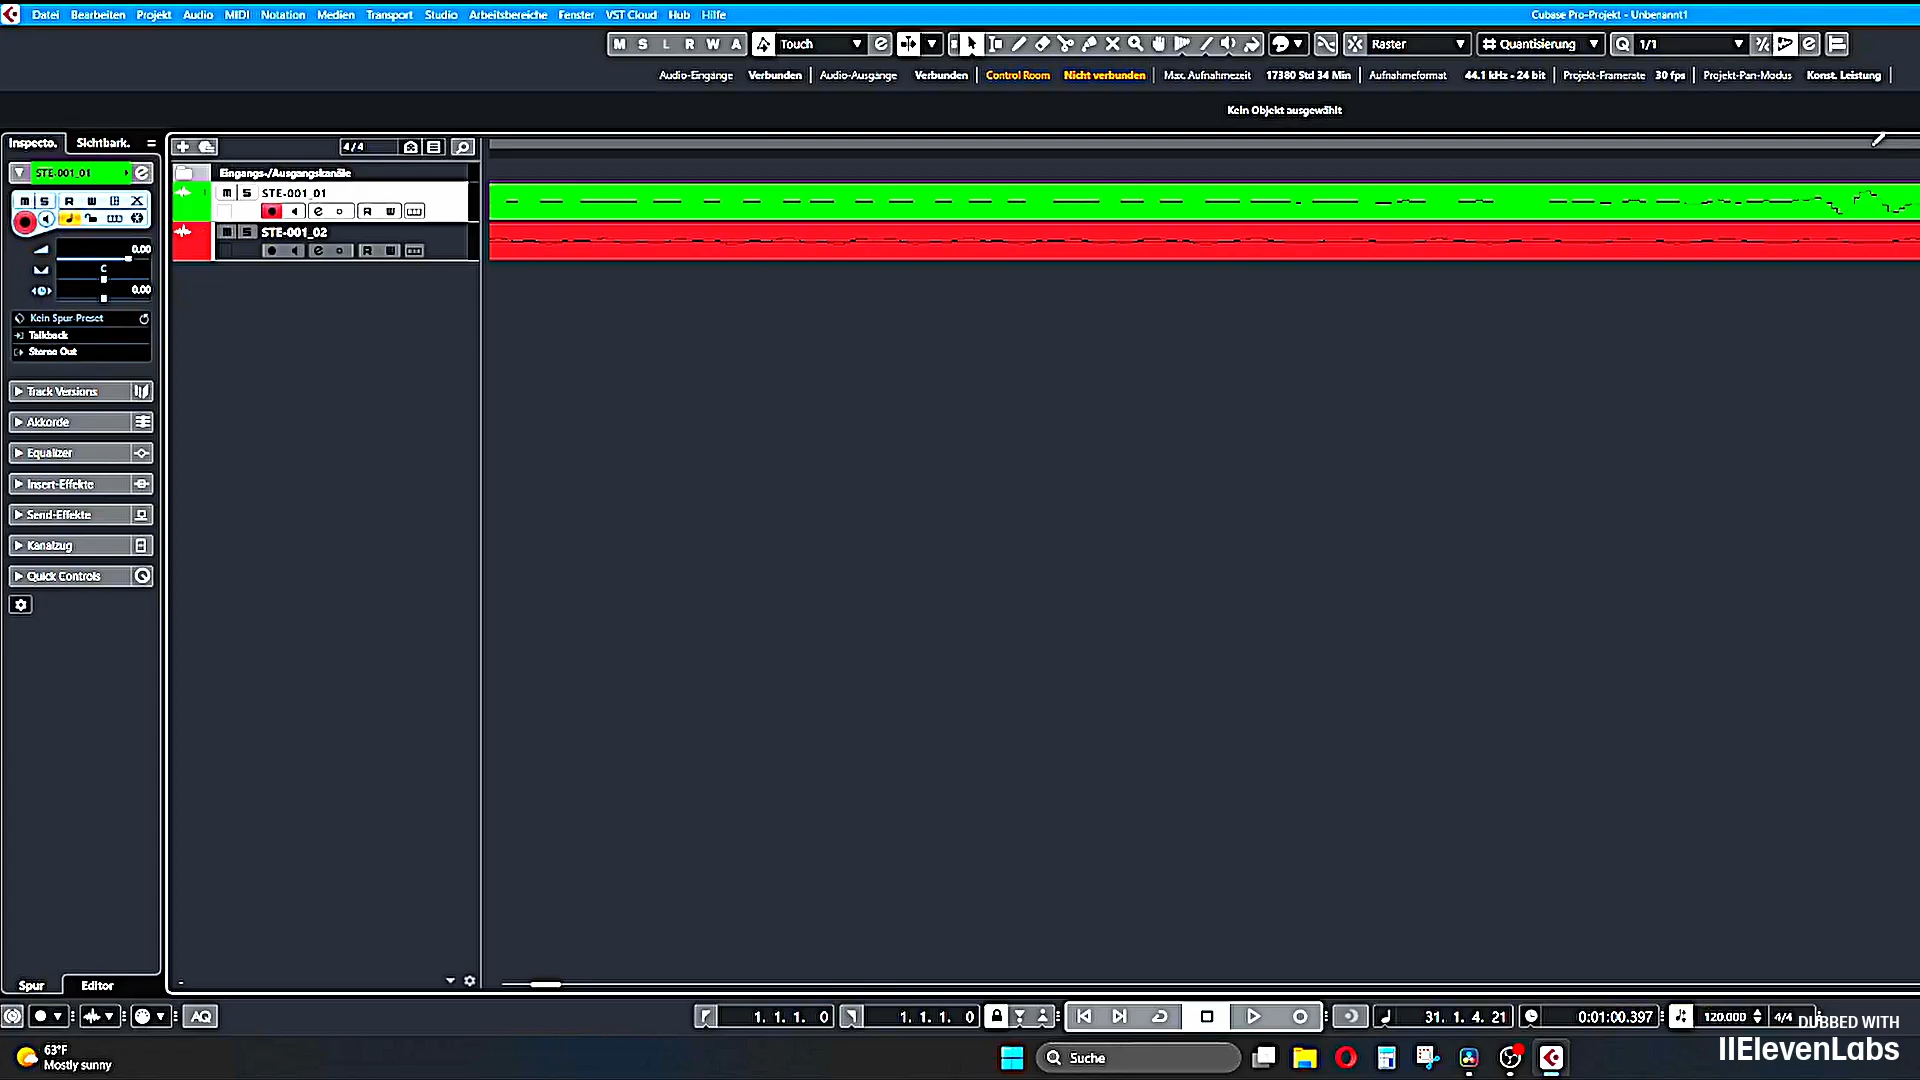 Datei Bearbeiten Projekt Audio MIDI Notation Medien Transport Studio Arbeitsbereiche Fenster VST Cloud Hub Hilfe Cubase Pro-Projekt - Unbenannt1
M S L R W A Touch Raster Quantisierung 1/1
Audio-Eingänge Verbunden Audio-Ausgänge Verbunden Control Room Nicht verbunden Max. Aufnahmezeit 17380 Std 34 Min Aufnahmeformat 44.1 kHz - 24 bit Projekt-Framerate 30 fps Projekt-Pan-Modus Konst. Leistung
Kein Objekt ausgewählt
Inspecto. Sichtbark.
4/4
STE-001_01
Eingangs-/Ausgangskanäle
m S STE-001_01
R W
m S STE-001_02
R W
m S R W
0.00
C
0.00
Kein Spur-Preset
Talkback
Stereo Out
Track Versions
Akkorde
Equalizer
Insert-Effekte
Send-Effekte
Kanalzug
Quick Controls
Spur Editor
AQ 1. 1. 1. 0 1. 1. 1. 0 31. 1. 4. 21 0:01:00.397 120.000 4/4
DUBBED WITH
IIElevenLabs
63°F
Mostly sunny
Suche